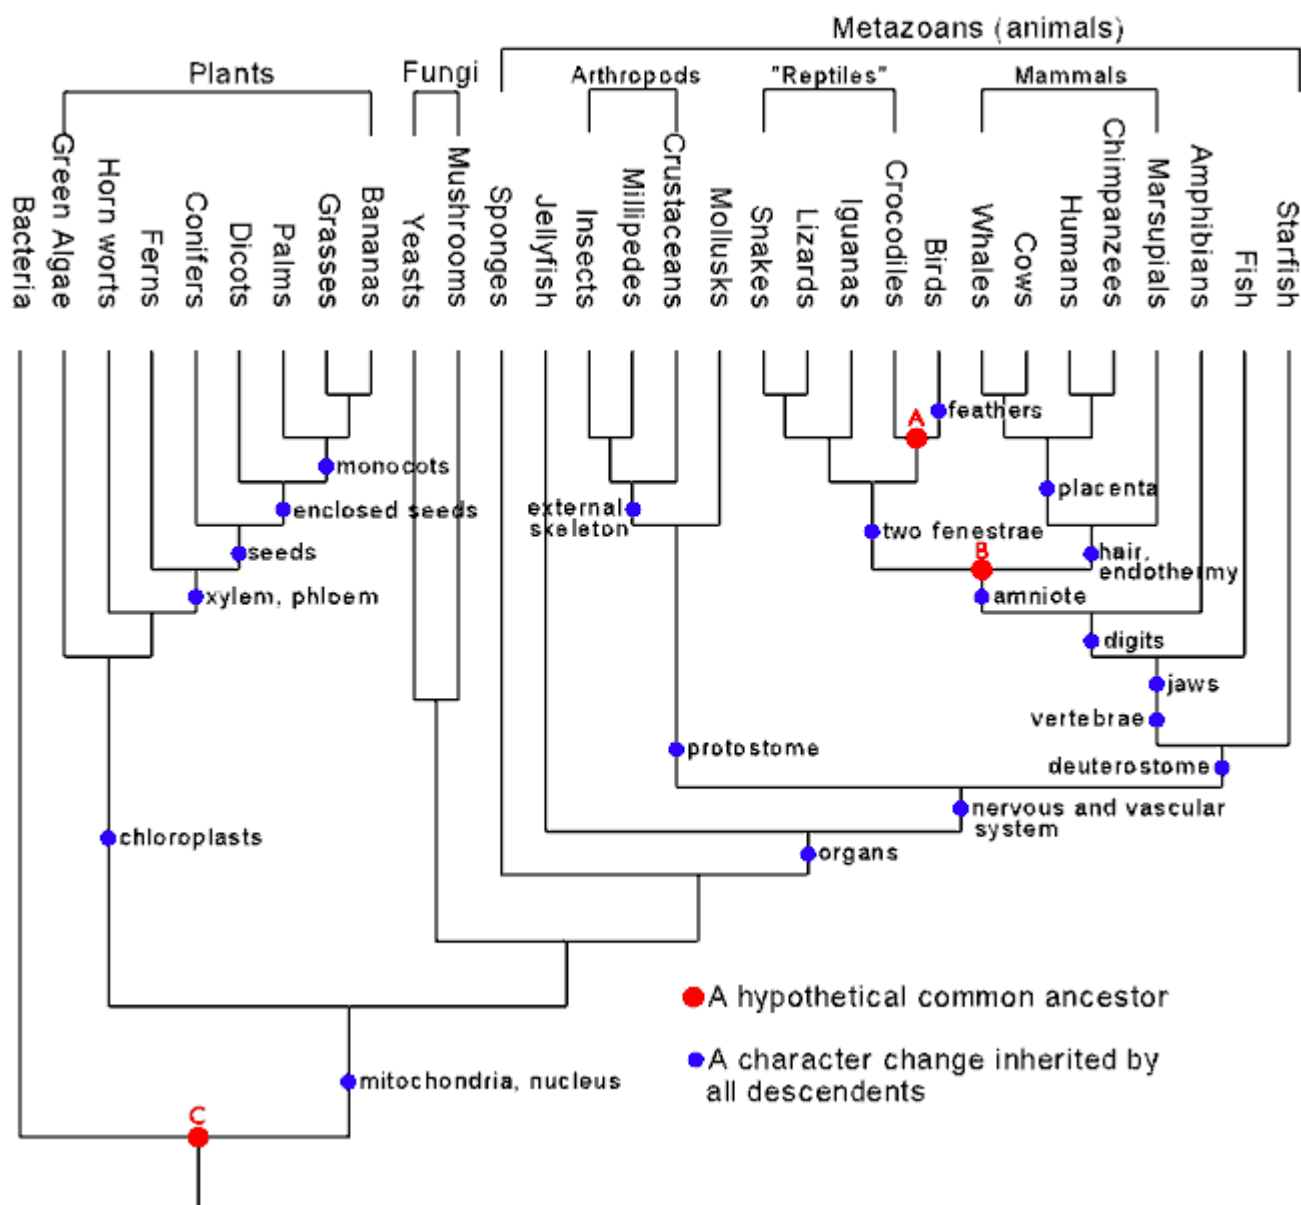 Metazoans (animals)
Plants
Fungi
Arthropods
"Reptiles"
Mammals
Bacteria
Green Algae
Horn worts
Ferns
Conifers
Dicots
Palms
Grasses
Bananas
Yeasts
Mushrooms
Sponges
Jellyfish
Insects
Millipedes
Crustaceans
Mollusks
Snakes
Lizards
Iguanas
Crocodiles
Birds
Whales
Cows
Humans
Chimpanzees
Marsupials
Amphibians
Fish
Starfish
A
feathers
monocots
placenta
enclosed seeds
external
skeleton
two fenestrae
B
seeds
hair,
endothermy
xylem, phloem
amniote
digits
jaws
vertebrae
protostome
deuterostome
nervous and vascular
system
chloroplasts
organs
A hypothetical common ancestor
A character change inherited by
all descendents
mitochondria, nucleus
C